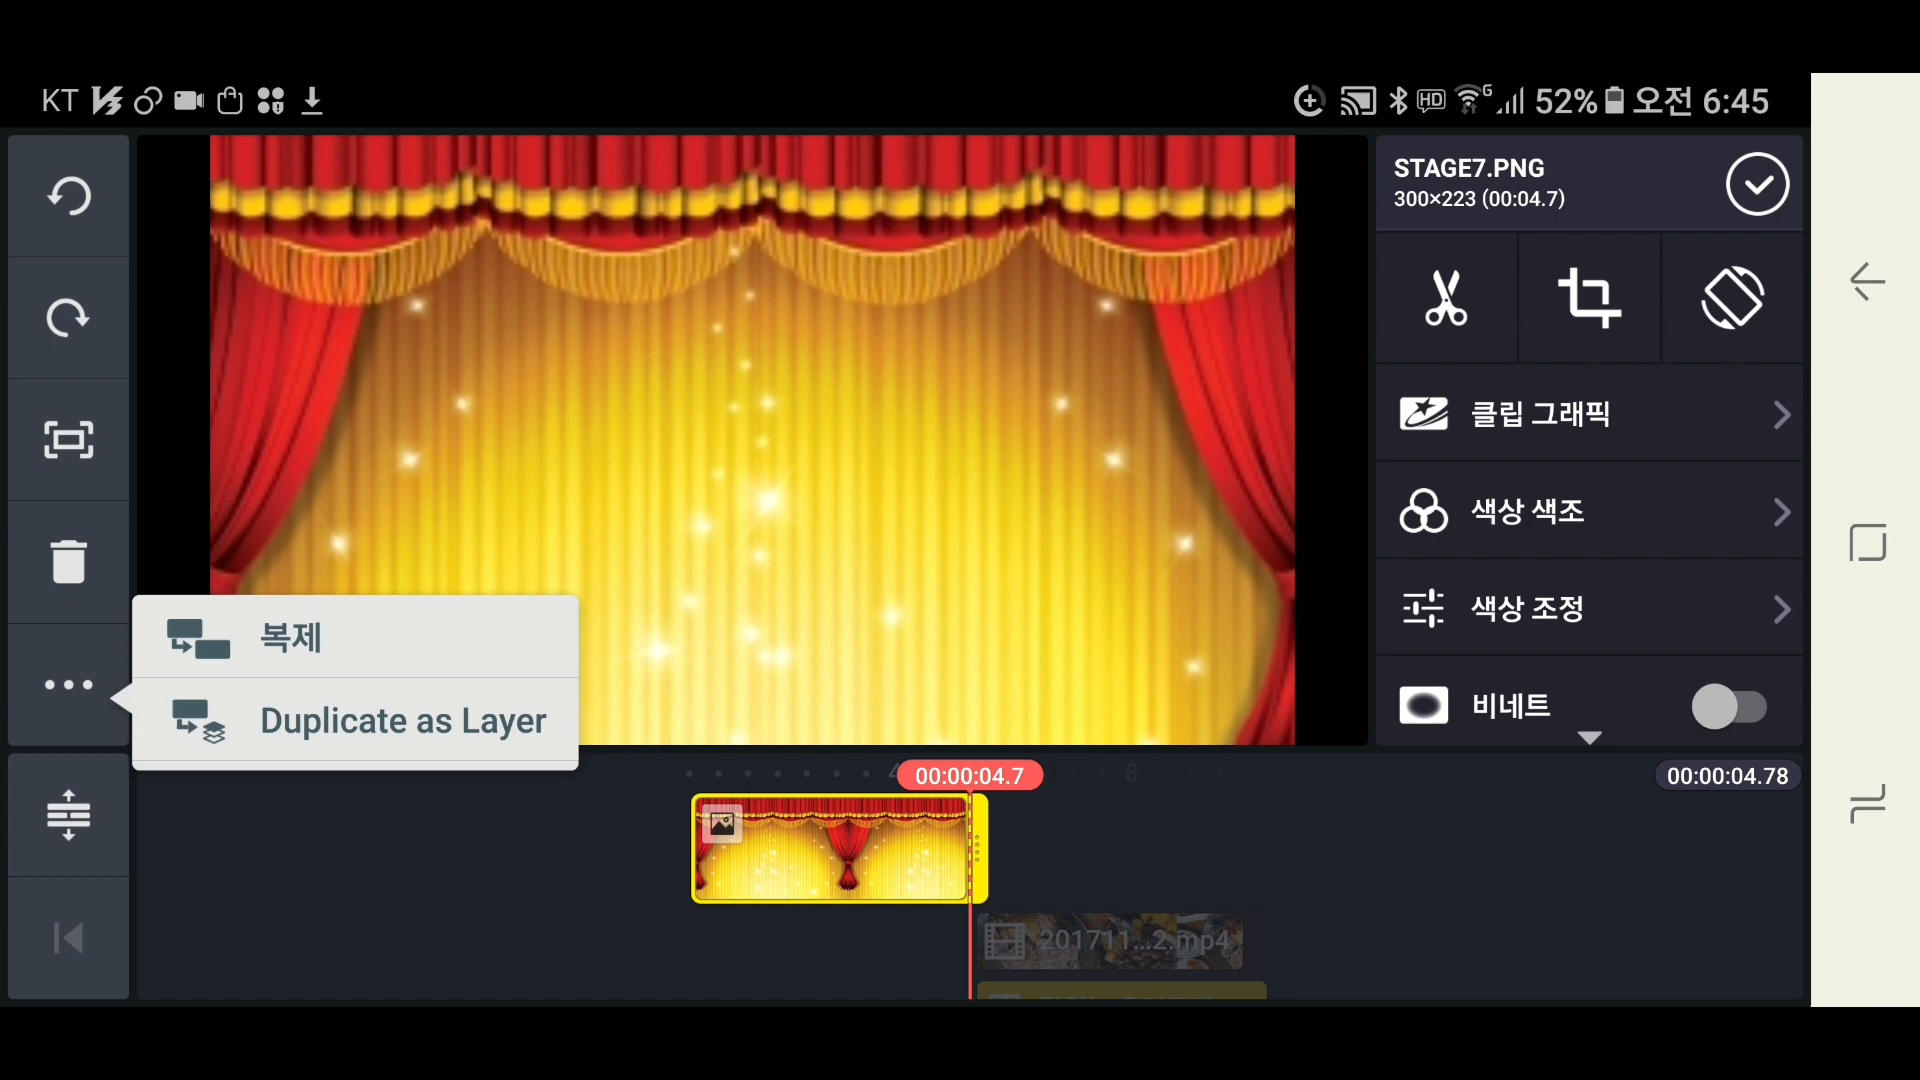 KT
HD
G
52%
오전 6:45
STAGE7.PNG
300×223 (00:04.7)
클립 그래픽
색상 색조
색상 조정
비네트
복제
Duplicate as Layer
00:00:04.7
8
00:00:04.78
201711...2.mp4